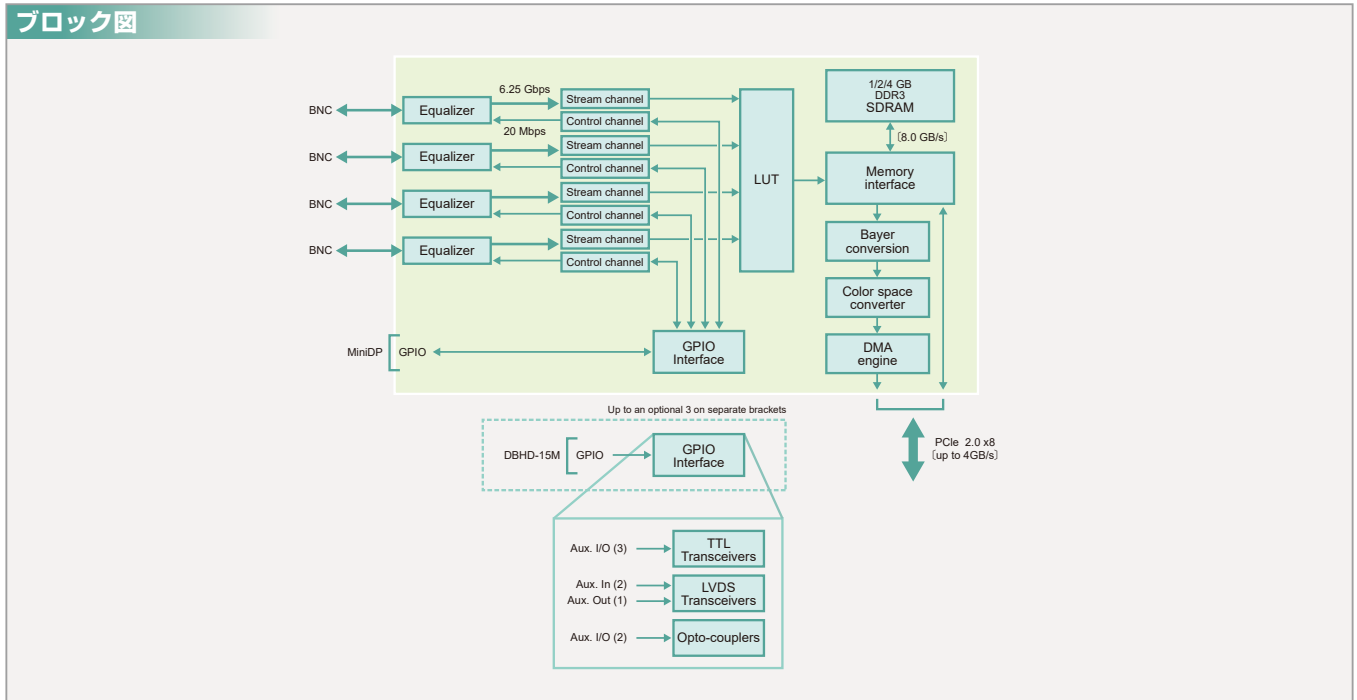 ブロック図
BNC
Equalizer
6.25 Gbps
20 Mbps
Stream channel
Control channel
BNC
Equalizer
Stream channel
Control channel
BNC
Equalizer
Stream channel
Control channel
BNC
Equalizer
Stream channel
Control channel
LUT
1/2/4 GB
DDR3
SDRAM
〔8.0 GB/s〕
Memory
interface
Bayer
conversion
Color space
converter
DMA
engine
MiniDP
GPIO
GPIO
Interface
PCIe 2.0 x8
〔up to 4GB/s〕
Up to an optional 3 on separate brackets
DBHD-15M
GPIO
GPIO
Interface
Aux. I/O (3)
TTL
Transceivers
Aux. In (2)
Aux. Out (1)
LVDS
Transceivers
Aux. I/O (2)
Opto-couplers